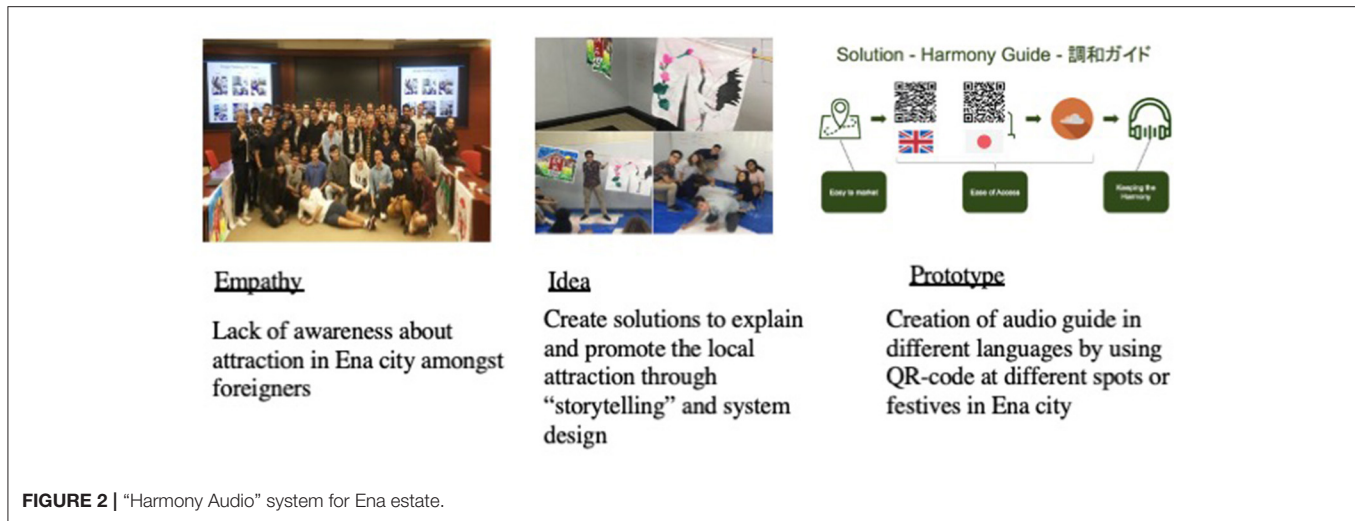 Solution - Harmony Guide - 調和ガイド
Easy to market
Ease of Access
Keeping the
Harmony
Empathy
Lack of awareness about
attraction in Ena city amongst
foreigners
Idea
Create solutions to explain
and promote the local
attraction through
“storytelling” and system
design
Prototype
Creation of audio guide in
different languages by using
QR-code at different spots or
festives in Ena city
FIGURE 2 | “Harmony Audio” system for Ena estate.